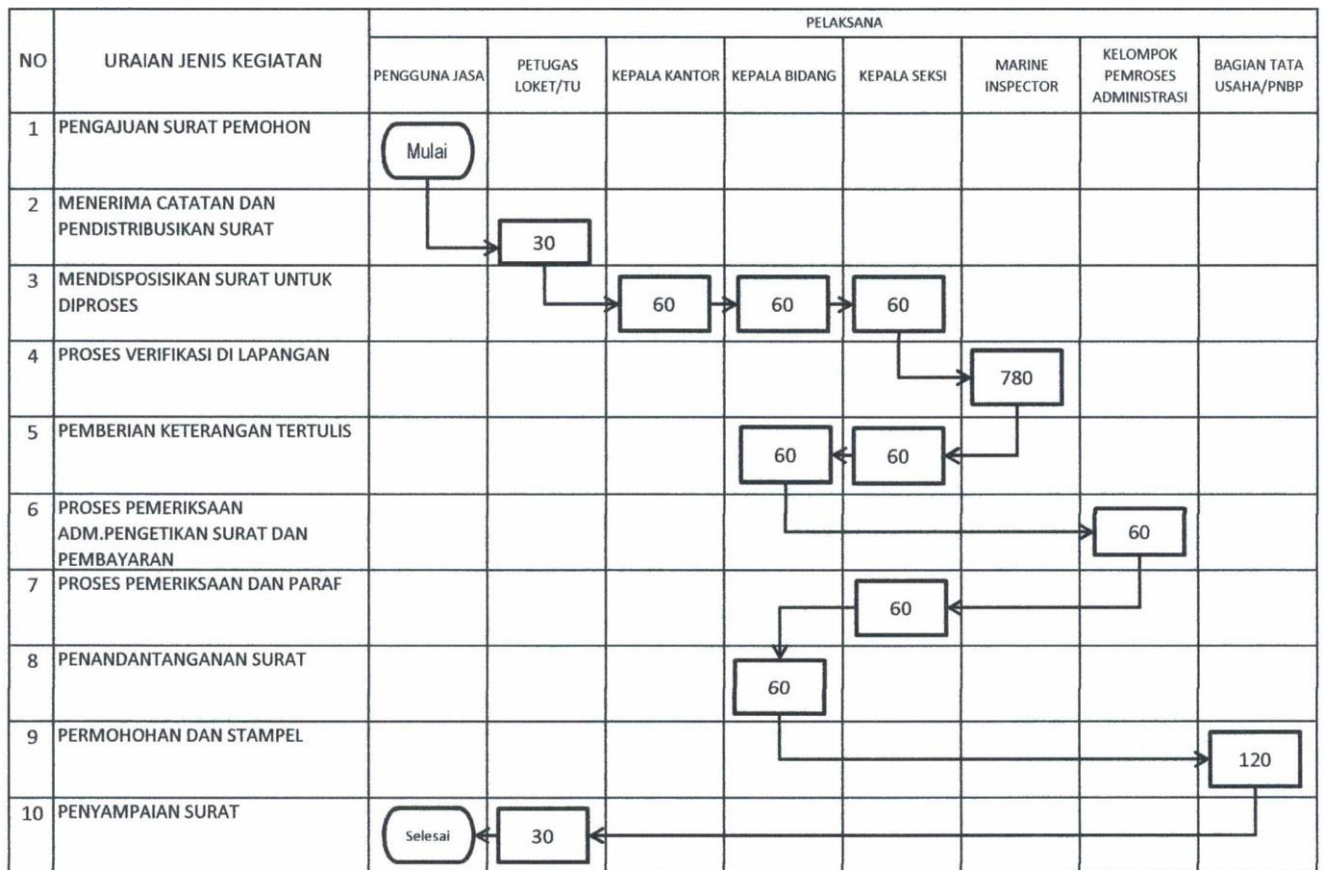 PELAKSANA
NO
URAIAN JENIS KEGIATAN
PENGGUNA JASA
PETUGAS
LOKET/TU
KEPALA KANTOR
KEPALA BIDANG
KEPALA SEKSI
MARINE
INSPECTOR
KELOMPOK
PEMROSES
ADMINISTRASI
BAGIAN TATA
USAHA/PNBP
1
PENGAJUAN SURAT PEMOHON
Mulai
2
MENERIMA CATATAN DAN
PENDISTRIBUSIKAN SURAT
30
3
MENDISPOSISIKAN SURAT UNTUK
DIPROSES
60
60
60
4
PROSES VERIFIKASI DI LAPANGAN
780
5
PEMBERIAN KETERANGAN TERTULIS
60
60
6
PROSES PEMERIKSAAN
ADM.PENGETIKAN SURAT DAN
PEMBAYARAN
60
7
PROSES PEMERIKSAAN DAN PARAF
60
8
PENANDANTANGANAN SURAT
60
9
PERMOHOHAN DAN STAMPEL
120
10
PENYAMPAIAN SURAT
Selesai
30